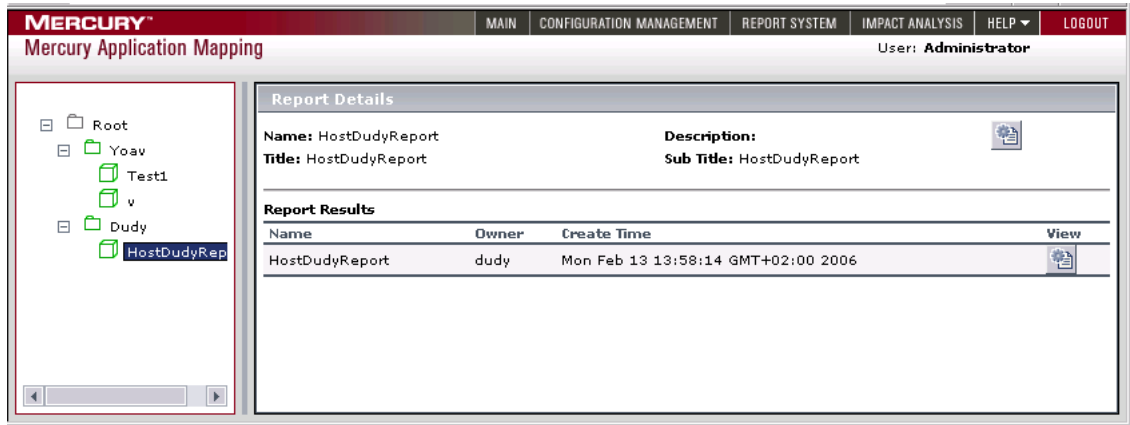 MERCURY™ MAIN CONFIGURATION MANAGEMENT REPORT SYSTEM IMPACT ANALYSIS HELP LOGOUT
Mercury Application Mapping User: Administrator
Root
Yoav
Test1
v
Dudy
HostDudyRep
Report Details
Name: HostDudyReport Description:
Title: HostDudyReport Sub Title: HostDudyReport
Report Results
Name Owner Create Time View
HostDudyReport dudy Mon Feb 13 13:58:14 GMT+02:00 2006